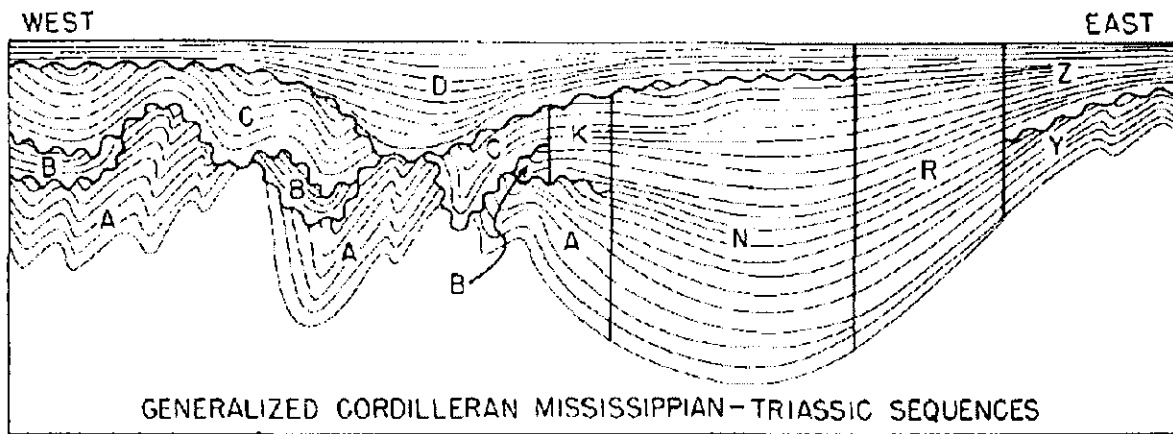 WEST EAST
D Z
C
K C
B Y
B R
A N
A A
B
GENERALIZED CORDILLERAN MISSISSIPPIAN-TRIASSIC SEQUENCES